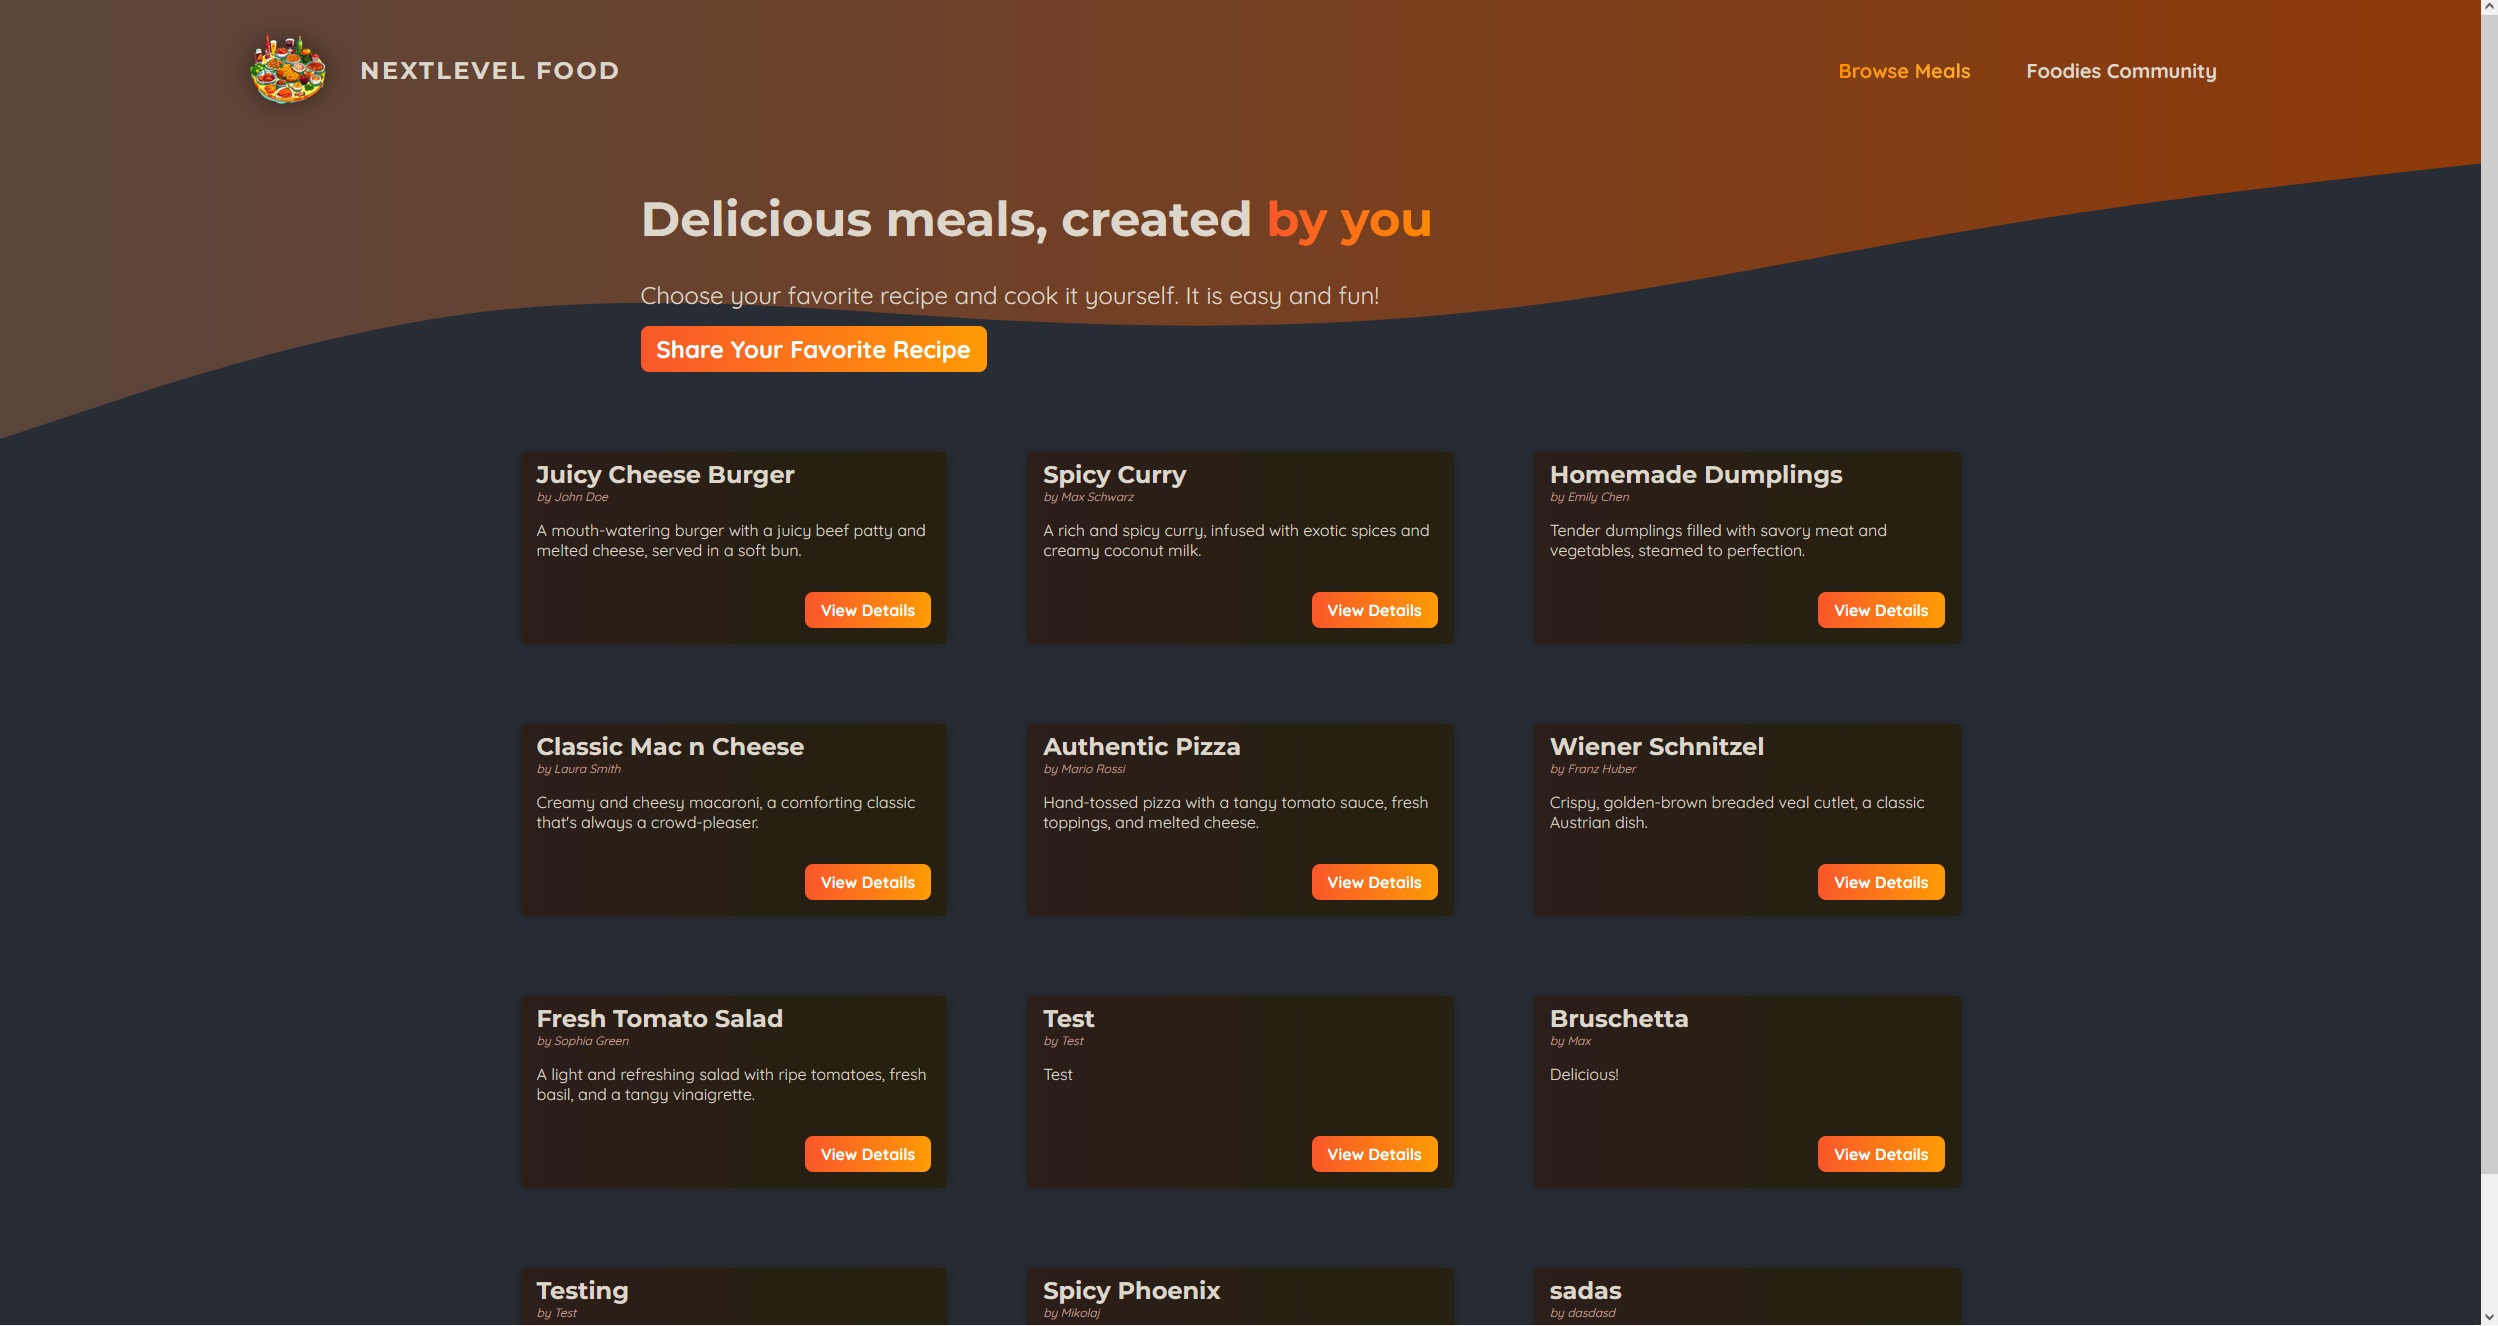 NEXTLEVEL FOOD
Browse Meals
Foodies Community
Delicious meals, created by you
Choose your favorite recipe and cook it yourself. It is easy and fun!
Share Your Favorite Recipe
Juicy Cheese Burger
by John Doe
A mouth-watering burger with a juicy beef patty and
melted cheese, served in a soft bun.
View Details
Spicy Curry
by Max Schwarz
A rich and spicy curry, infused with exotic spices and
creamy coconut milk.
View Details
Homemade Dumplings
by Emily Chen
Tender dumplings filled with savory meat and
vegetables, steamed to perfection.
View Details
Classic Mac n Cheese
by Laura Smith
Creamy and cheesy macaroni, a comforting classic
that's always a crowd-pleaser.
View Details
Authentic Pizza
by Mario Rossi
Hand-tossed pizza with a tangy tomato sauce, fresh
toppings, and melted cheese.
View Details
Wiener Schnitzel
by Franz Huber
Crispy, golden-brown breaded veal cutlet, a classic
Austrian dish.
View Details
Fresh Tomato Salad
by Sophia Green
A light and refreshing salad with ripe tomatoes, fresh
basil, and a tangy vinaigrette.
View Details
Test
by Test
Test
View Details
Bruschetta
by Max
Delicious!
View Details
Testing
by Test
Spicy Phoenix
by Mikolaj
sadas
by dasdasd